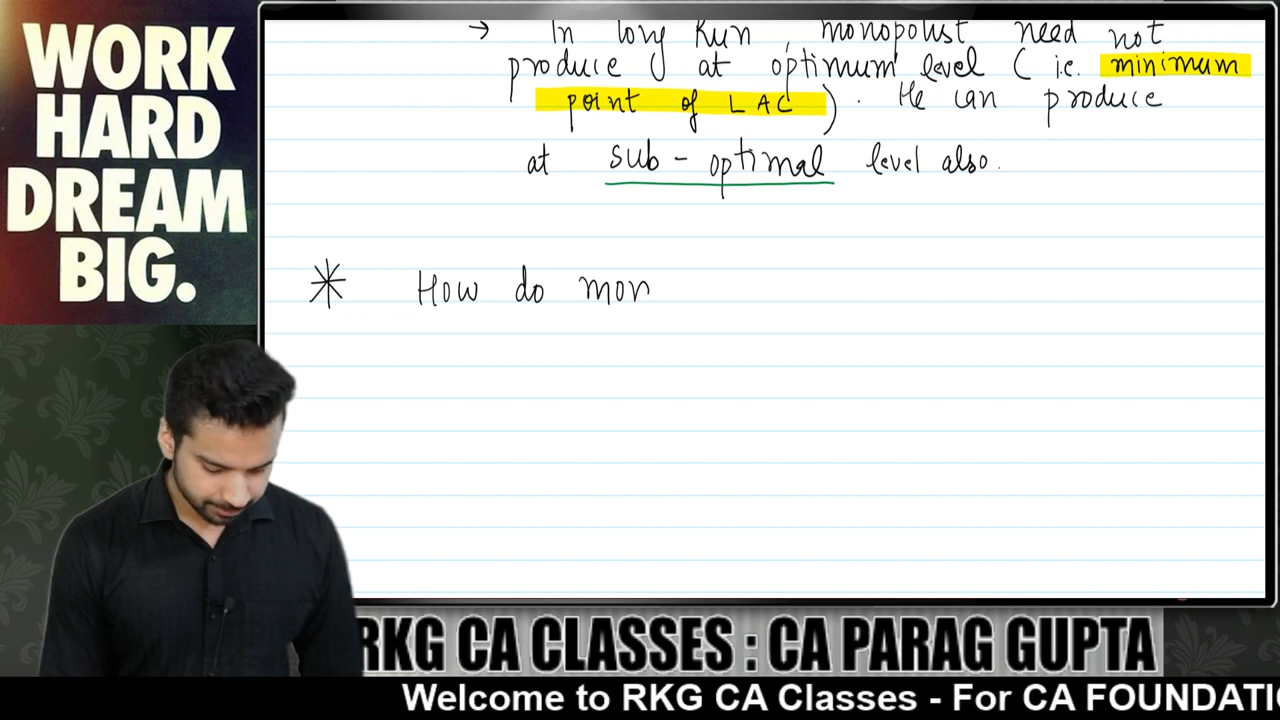 WORK
HARD
DREAM
BIG.
→ In long Run, monopolist need not
produce at optimum level (i.e. minimum
point of LAC). He can produce
at sub-optimal level also.
* How do mon
RKG CA CLASSES : CA PARAG GUPTA
Welcome to RKG CA Classes - For CA FOUNDATI